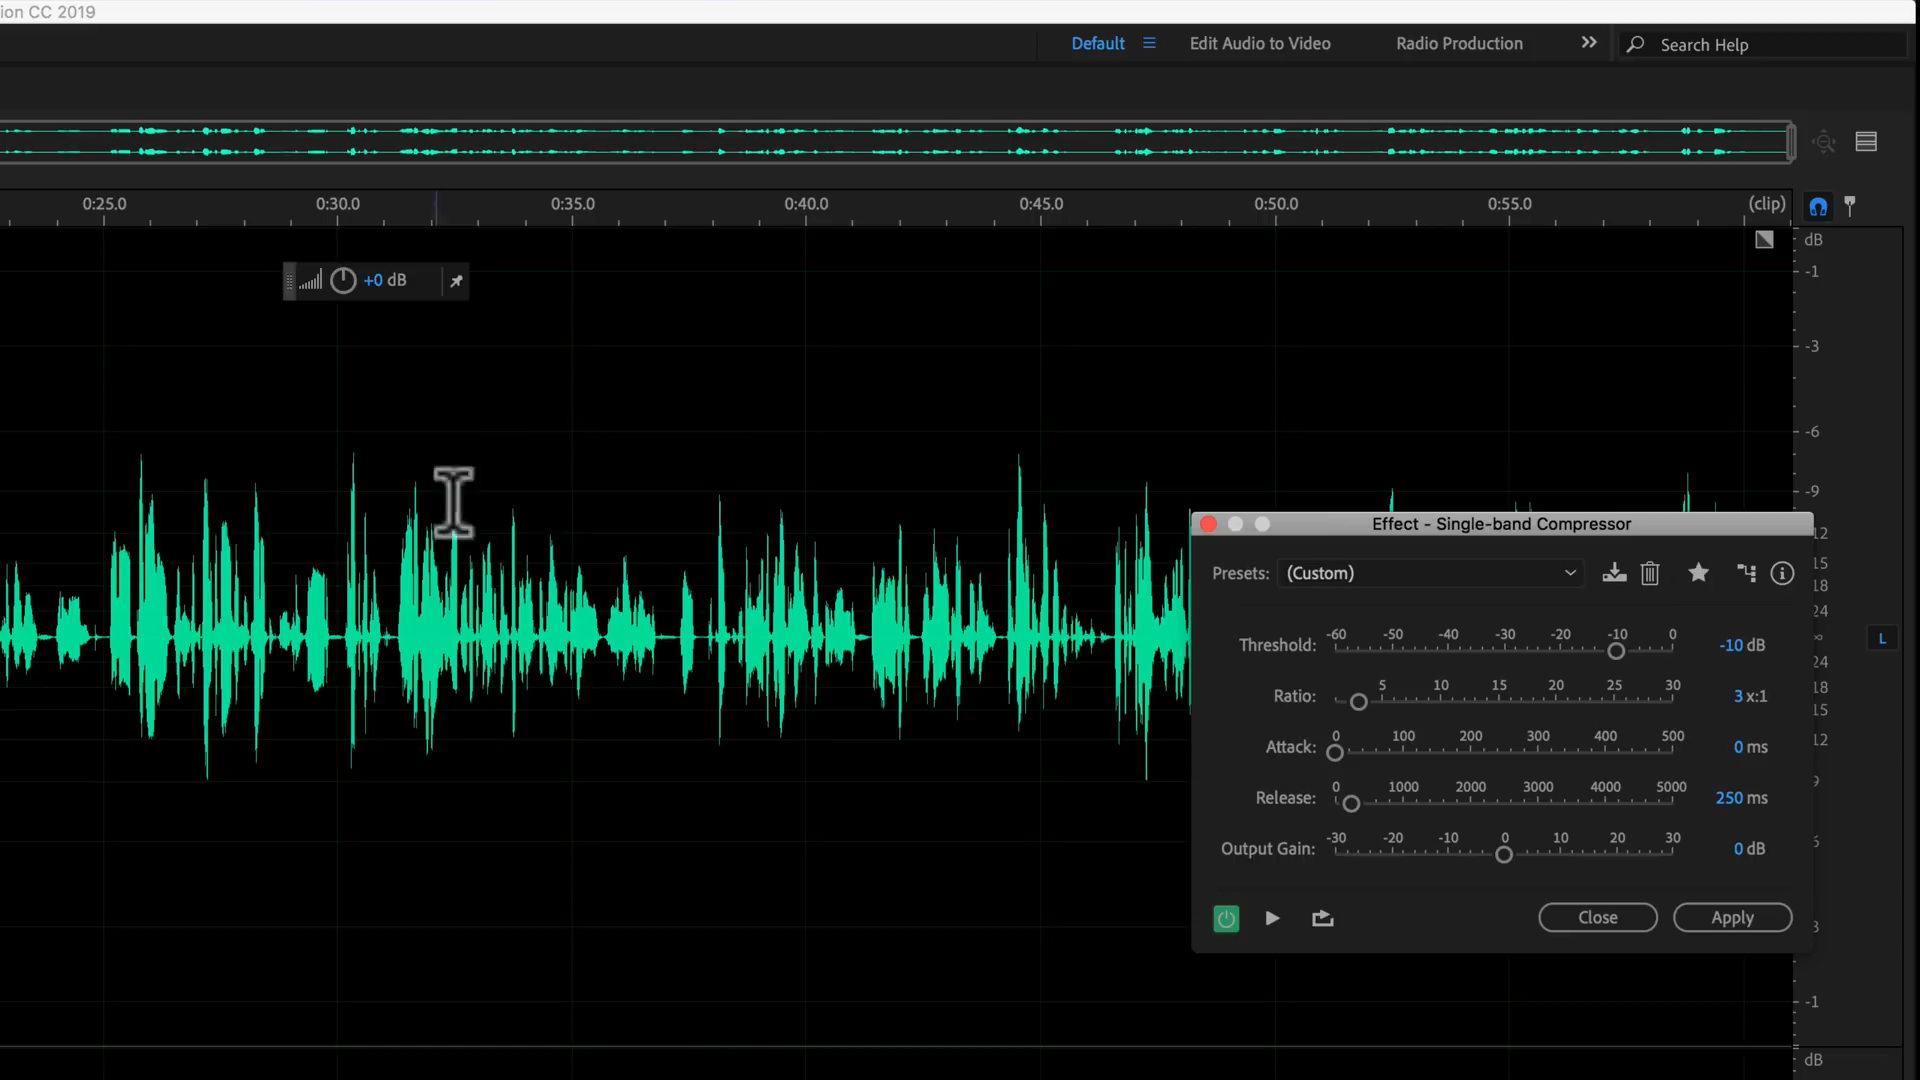 ion CC 2019
Default Edit Audio to Video Radio Production Search Help
0:25.0 0:30.0 0:35.0 0:40.0 0:45.0 0:50.0 0:55.0 (clip)
dB
+0 dB
-1
-3
-6
-9
Effect - Single-band Compressor
12
Presets: (Custom)
15
18
24
∞
L
Threshold: -60 -50 -40 -30 -20 -10 0 -10 dB
24
Ratio: 5 10 15 20 25 30 3 x:1
18
15
Attack: 0 100 200 300 400 500 0 ms
12
9
Release: 0 1000 2000 3000 4000 5000 250 ms
Output Gain: -30 -20 -10 0 10 20 30 0 dB
6
Close Apply
3
-1
dB